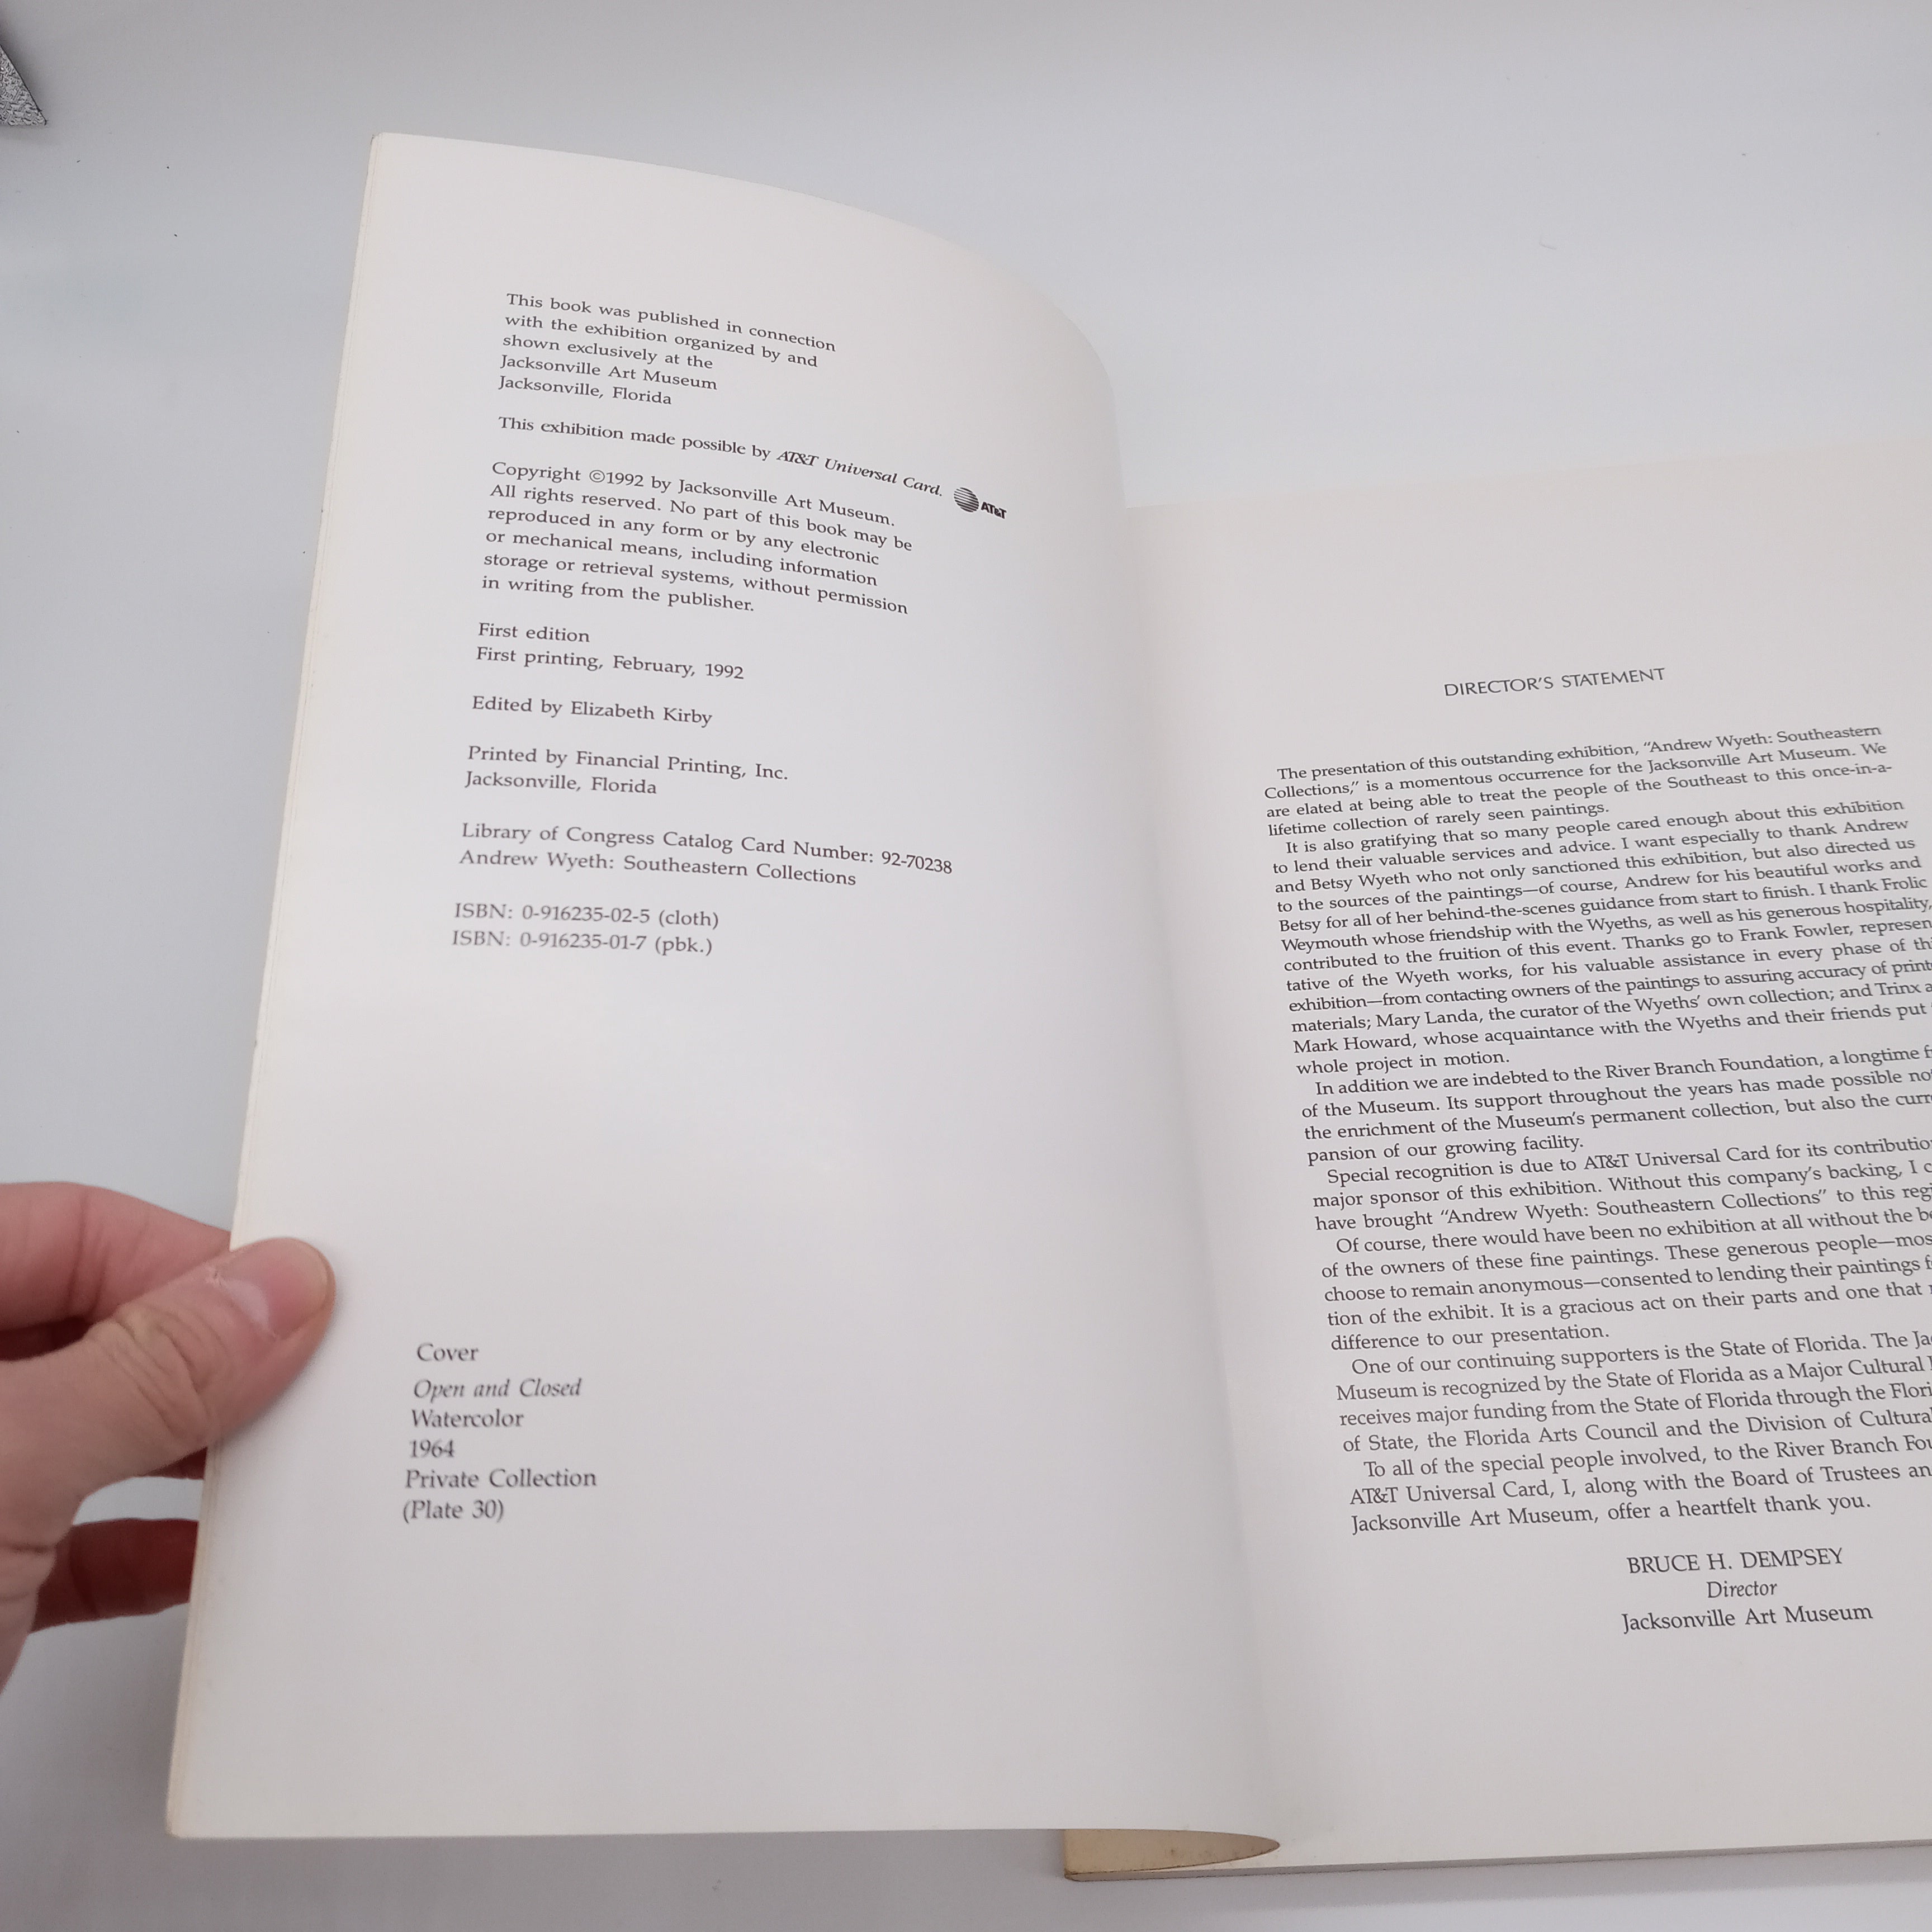 This book was published in connection
with the exhibition organized by and
shown exclusively at the
Jacksonville Art Museum
Jacksonville, Florida
This exhibition made possible by AT&T Universal Card. AT&T
Copyright ©1992 by Jacksonville Art Museum.
All rights reserved. No part of this book may be
reproduced in any form or by any electronic
or mechanical means, including information
storage or retrieval systems, without permission
in writing from the publisher.
First edition
First printing, February, 1992
Edited by Elizabeth Kirby
Printed by Financial Printing, Inc.
Jacksonville, Florida
Library of Congress Catalog Card Number: 92-70238
Andrew Wyeth: Southeastern Collections
ISBN: 0-916235-02-5 (cloth)
ISBN: 0-916235-01-7 (pbk.)
Cover
Open and Closed
Watercolor
1964
Private Collection
(Plate 30)
DIRECTOR'S STATEMENT
The presentation of this outstanding exhibition, "Andrew Wyeth: Southeastern
Collections," is a momentous occurrence for the Jacksonville Art Museum. We
are elated at being able to treat the people of the Southeast to this once-in-a-
lifetime collection of rarely seen paintings.
It is also gratifying that so many people cared enough about this exhibition
to lend their valuable services and advice. I want especially to thank Andrew
and Betsy Wyeth who not only sanctioned this exhibition, but also directed us
to the sources of the paintings—of course, Andrew for his beautiful works and
Betsy for all of her behind-the-scenes guidance from start to finish. I thank Frolic
Weymouth whose friendship with the Wyeths, as well as his generous hospitality,
contributed to the fruition of this event. Thanks go to Frank Fowler, represen
tative of the Wyeth works, for his valuable assistance in every phase of th
exhibition—from contacting owners of the paintings to assuring accuracy of print
materials; Mary Landa, the curator of the Wyeths' own collection; and Trinx a
Mark Howard, whose acquaintance with the Wyeths and their friends put
whole project in motion.
In addition we are indebted to the River Branch Foundation, a longtime f
of the Museum. Its support throughout the years has made possible no
the enrichment of the Museum's permanent collection, but also the curr
pansion of our growing facility.
Special recognition is due to AT&T Universal Card for its contributio
major sponsor of this exhibition. Without this company's backing, I c
have brought "Andrew Wyeth: Southeastern Collections" to this regi
Of course, there would have been no exhibition at all without the be
of the owners of these fine paintings. These generous people—mos
choose to remain anonymous—consented to lending their paintings f
tion of the exhibit. It is a gracious act on their parts and one that
difference to our presentation.
One of our continuing supporters is the State of Florida. The Ja
Museum is recognized by the State of Florida as a Major Cultural
receives major funding from the State of Florida through the Flori
of State, the Florida Arts Council and the Division of Cultura
To all of the special people involved, to the River Branch Fou
AT&T Universal Card, I, along with the Board of Trustees an
Jacksonville Art Museum, offer a heartfelt thank you.
BRUCE H. DEMPSEY
Director
Jacksonville Art Museum